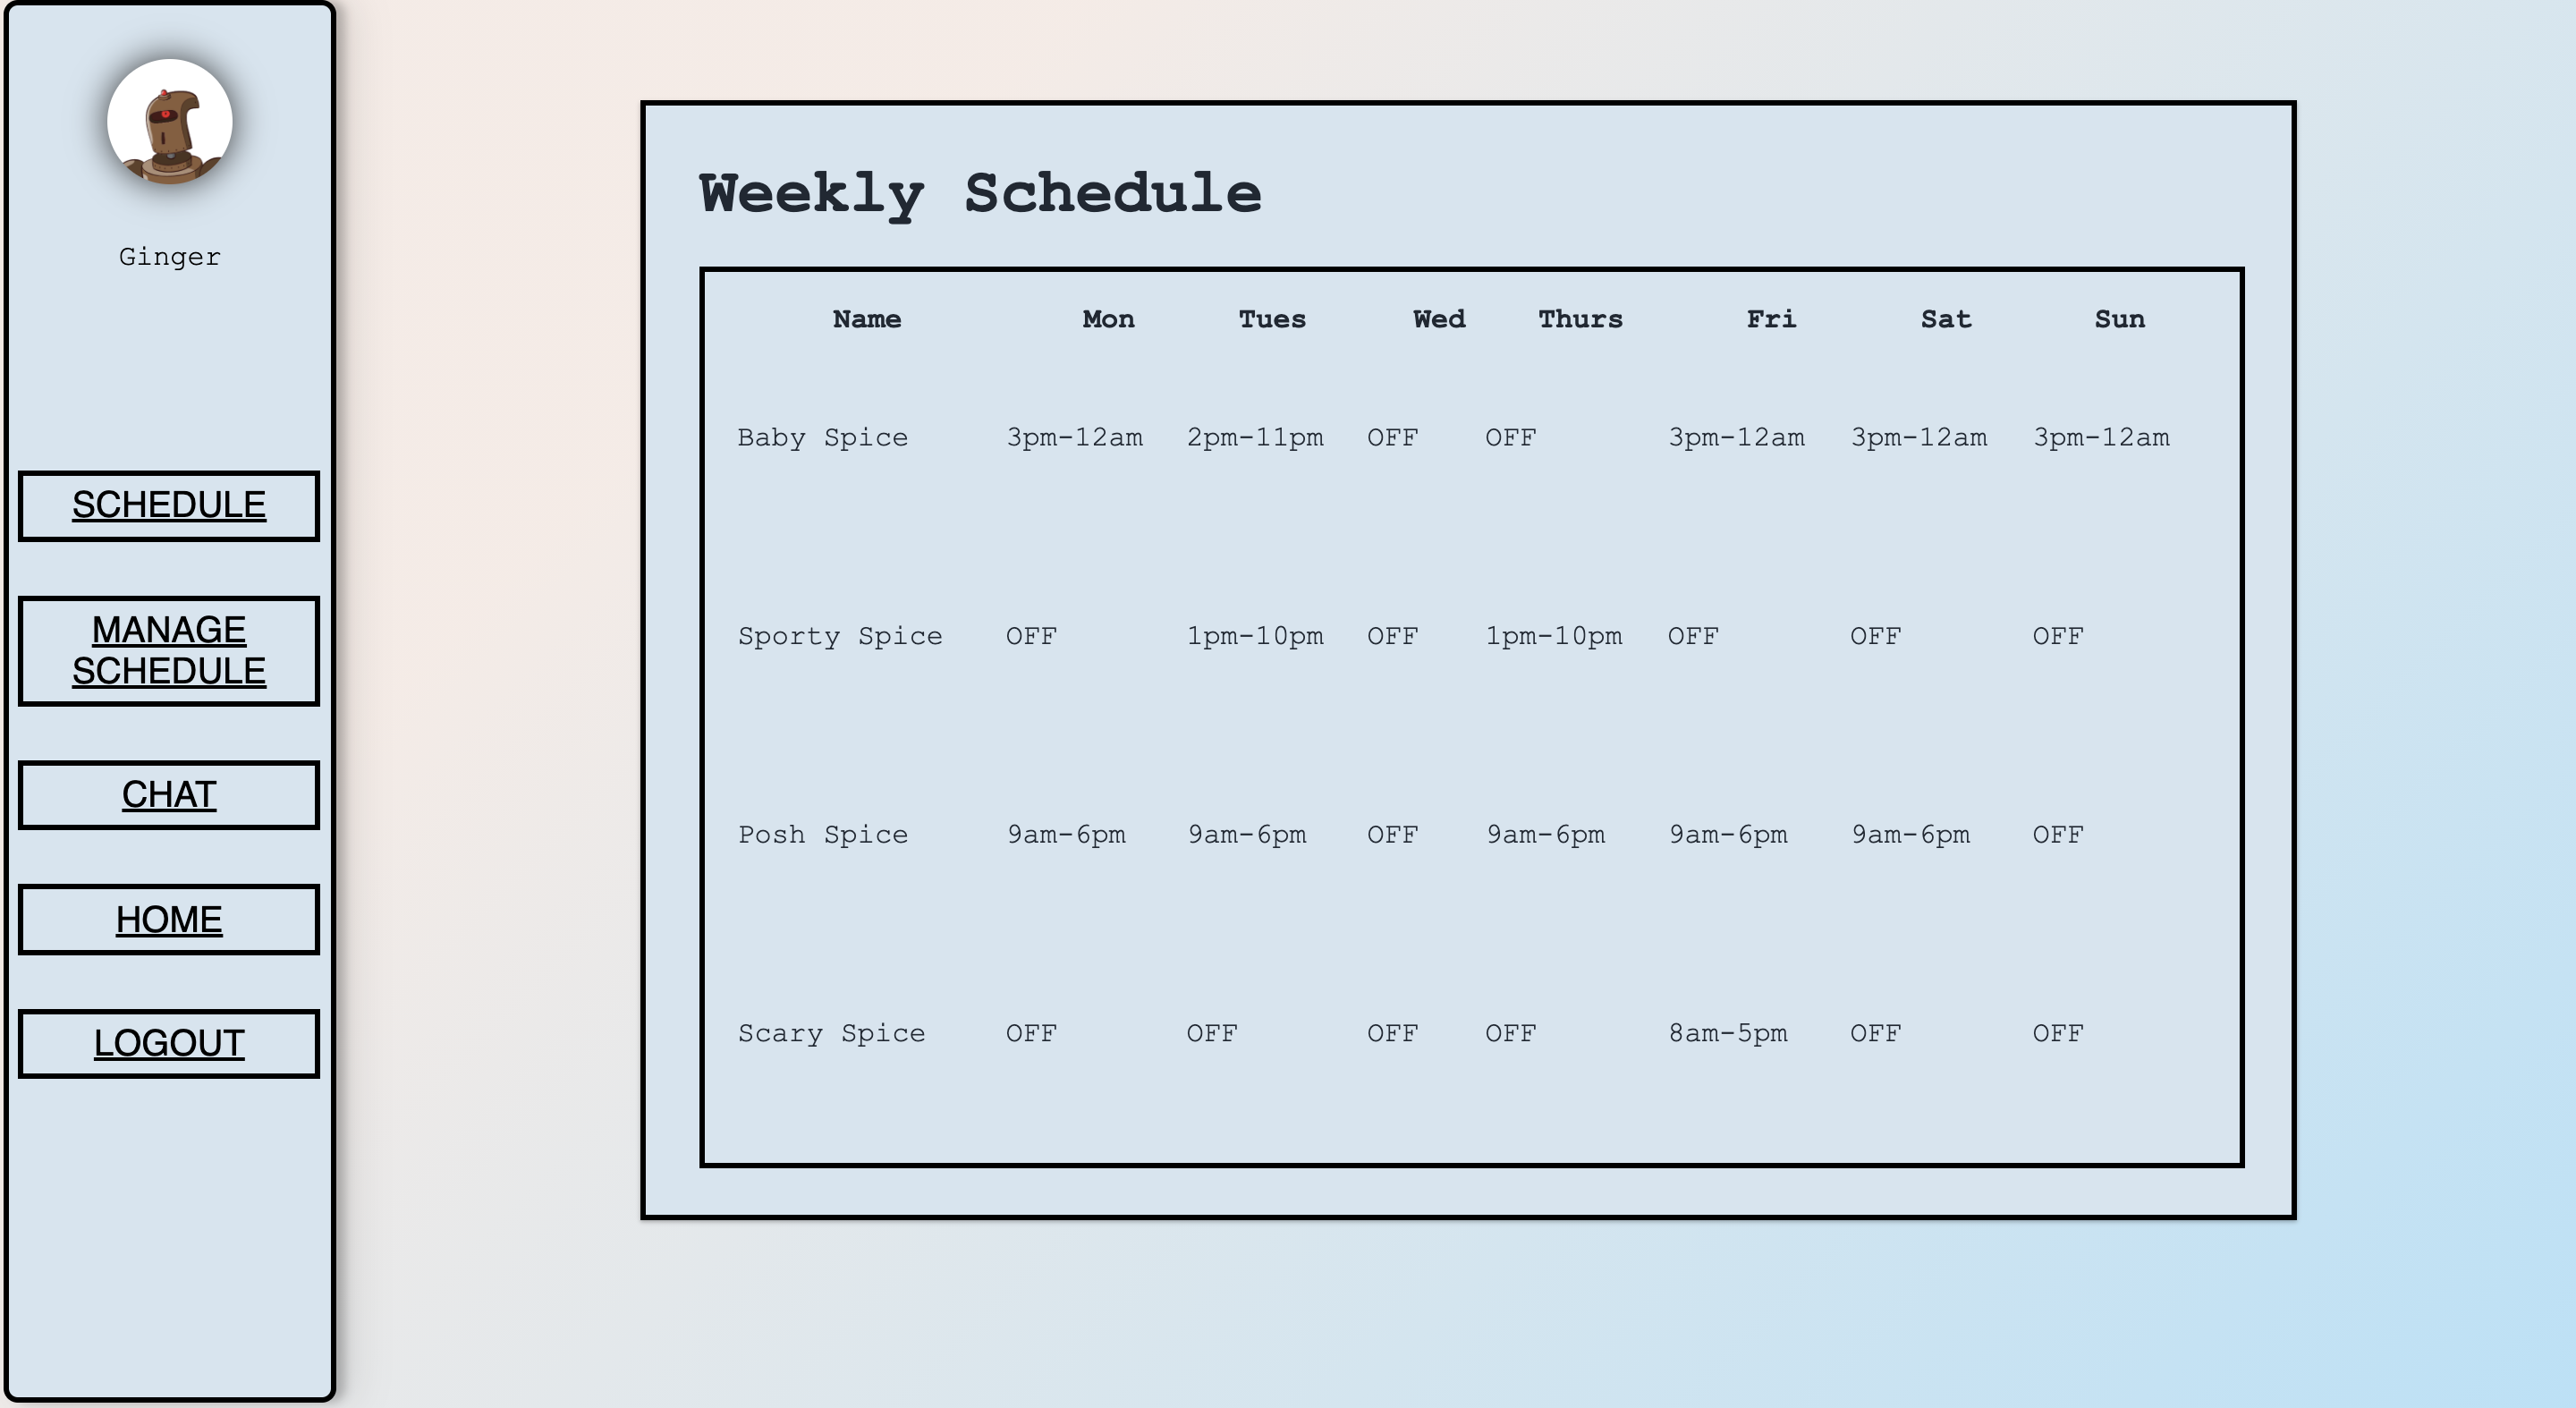 Ginger
SCHEDULE
MANAGE
SCHEDULE
CHAT
HOME
LOGOUT
Weekly Schedule
Name Mon Tues Wed Thurs Fri Sat Sun
Baby Spice 3pm-12am 2pm-11pm OFF OFF 3pm-12am 3pm-12am 3pm-12am
Sporty Spice OFF 1pm-10pm OFF 1pm-10pm OFF OFF OFF
Posh Spice 9am-6pm 9am-6pm OFF 9am-6pm 9am-6pm 9am-6pm OFF
Scary Spice OFF OFF OFF OFF 8am-5pm OFF OFF